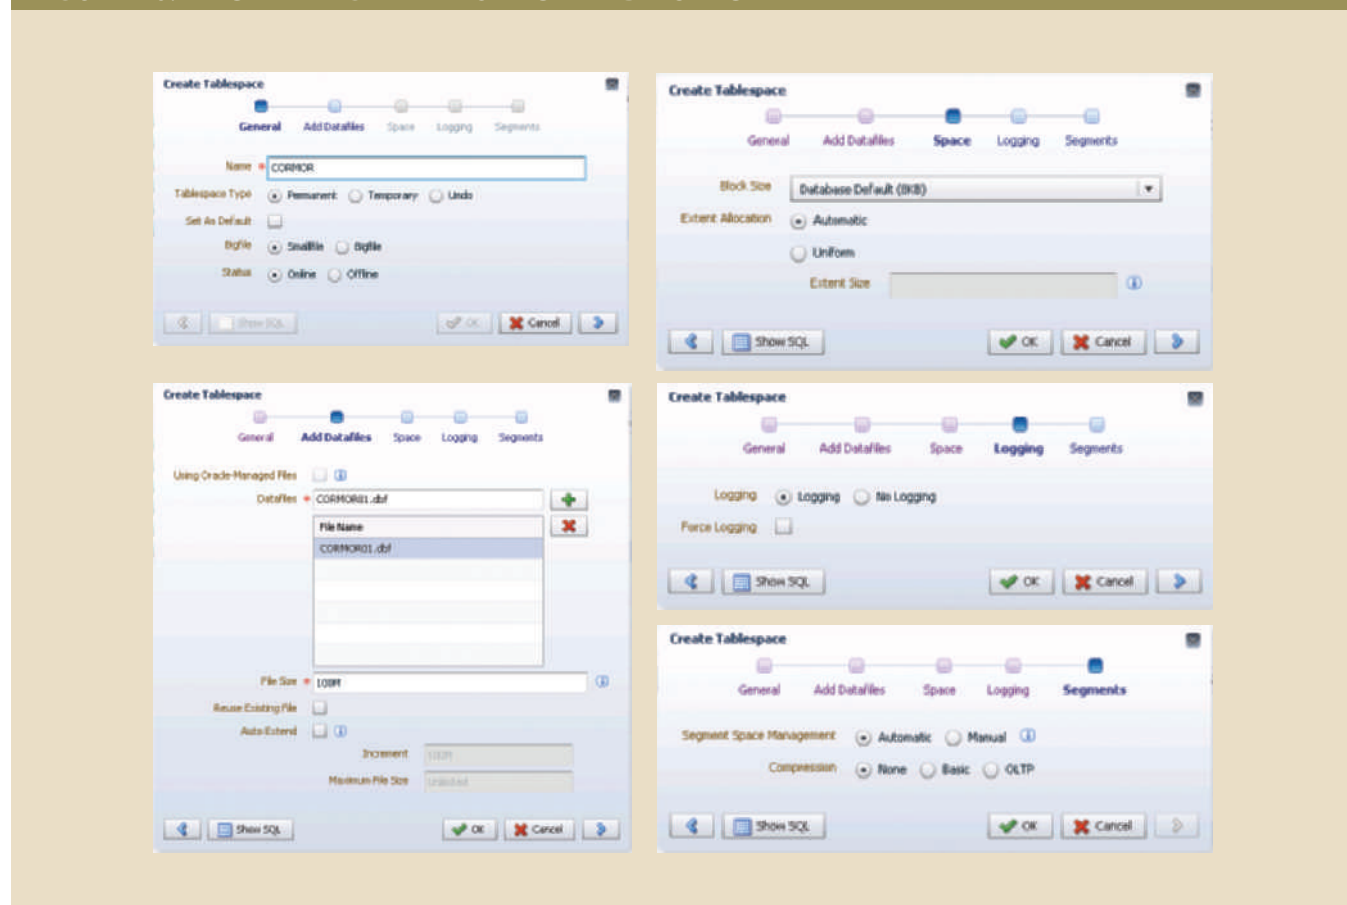 Create Tablespace
General Add Datafiles Space Logging Segments
Name * CORMOR
Tablespace Type Permanent Temporary Undo
Set As Default
Bigfile Smallfile Bigfile
Status Online Offline
Show SQL OK Cancel
Create Tablespace
General Add Datafiles Space Logging Segments
Using Oracle-Managed Files
Datafiles * CORMOR01.dbf
File Name
CORMOR01.dbf
File Size * 100M
Reuse Existing File
Auto Extend
Increment 100M
Maximum File Size Unlimited
Show SQL OK Cancel
Create Tablespace
General Add Datafiles Space Logging Segments
Block Size Database Default (8KB)
Extent Allocation Automatic
Uniform
Extent Size
Show SQL OK Cancel
Create Tablespace
General Add Datafiles Space Logging Segments
Logging Logging No Logging
Force Logging
Show SQL OK Cancel
Create Tablespace
General Add Datafiles Space Logging Segments
Segment Space Management Automatic Manual
Compression None Basic OLTP
Show SQL OK Cancel